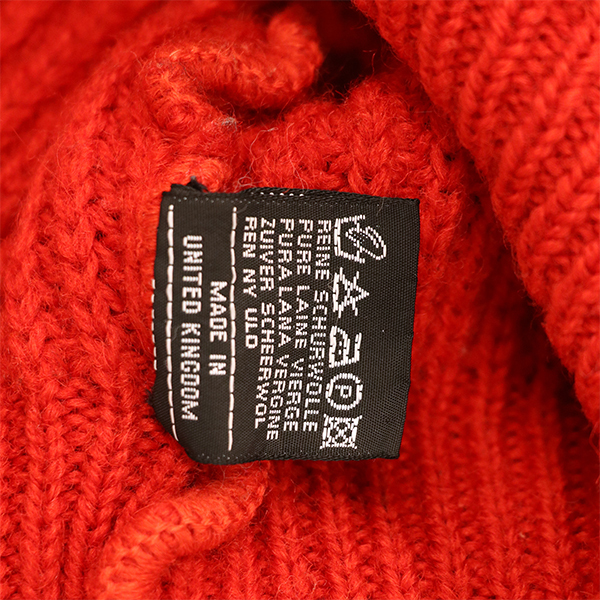 REINE SCHURWOLLE
PURE LAINE VIERGE
PURA LANA VERGINE
ZUIVER SCHEERWOL
REN NY ULD
MADE IN
UNITED KINGDOM